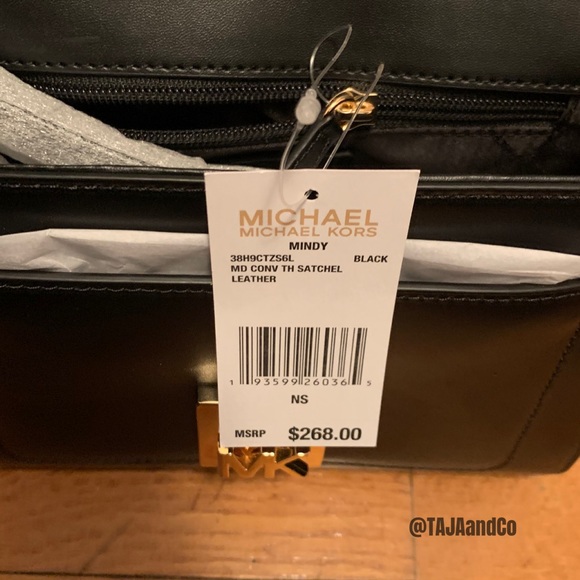 MICHAEL
MICHAEL KORS
MINDY
38H9CTZS6L BLACK
MD CONV TH SATCHEL
LEATHER
1 93599 26036 5
NS
MSRP $268.00
MK
@TAJAandCo